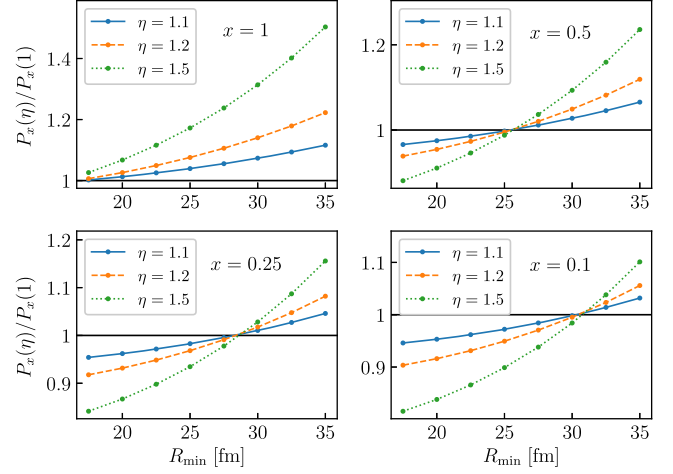 P_x(η)/P_x(1)
1.4
1.2
1
η = 1.1
η = 1.2
η = 1.5
x = 1
20 25 30 35
1.2
1
η = 1.1
η = 1.2
η = 1.5
x = 0.5
20 25 30 35
P_x(η)/P_x(1)
1.2
1.1
1
0.9
η = 1.1
η = 1.2
η = 1.5
x = 0.25
20 25 30 35
R_min [fm]
1.1
1.0
0.9
η = 1.1
η = 1.2
η = 1.5
x = 0.1
20 25 30 35
R_min [fm]